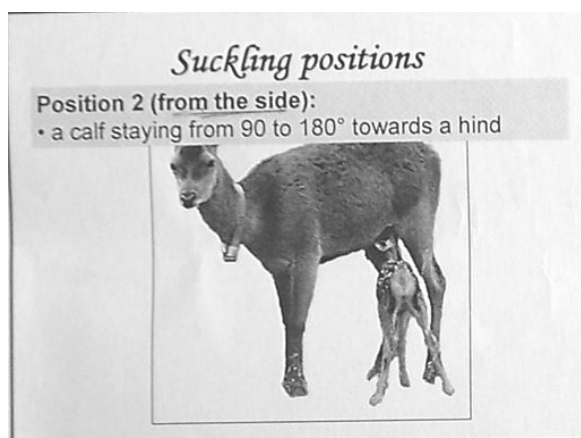 Suckling positions
Position 2 (from the side):
• a calf staying from 90 to 180° towards a hind